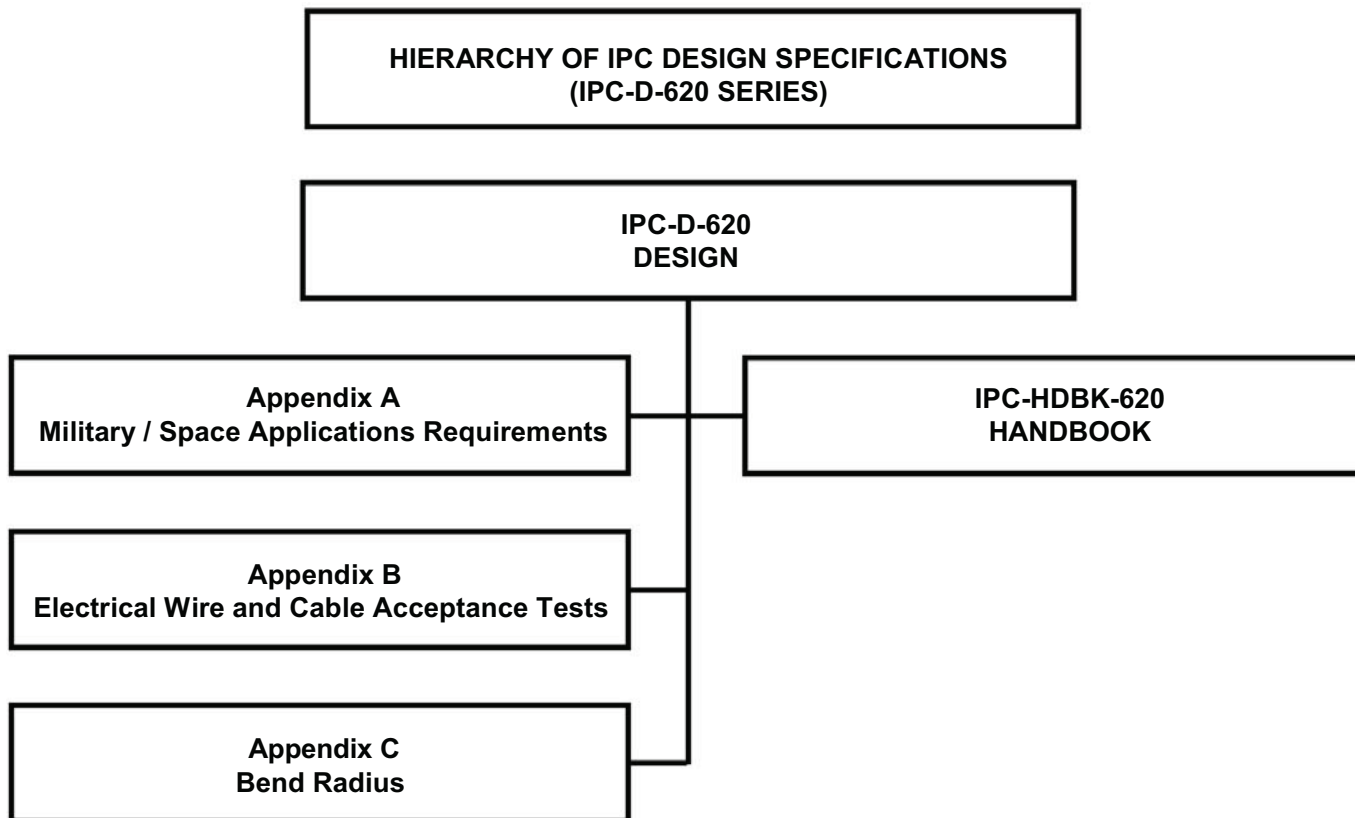 HIERARCHY OF IPC DESIGN SPECIFICATIONS
(IPC-D-620 SERIES)
IPC-D-620
DESIGN
Appendix A
Military / Space Applications Requirements
IPC-HDBK-620
HANDBOOK
Appendix B
Electrical Wire and Cable Acceptance Tests
Appendix C
Bend Radius